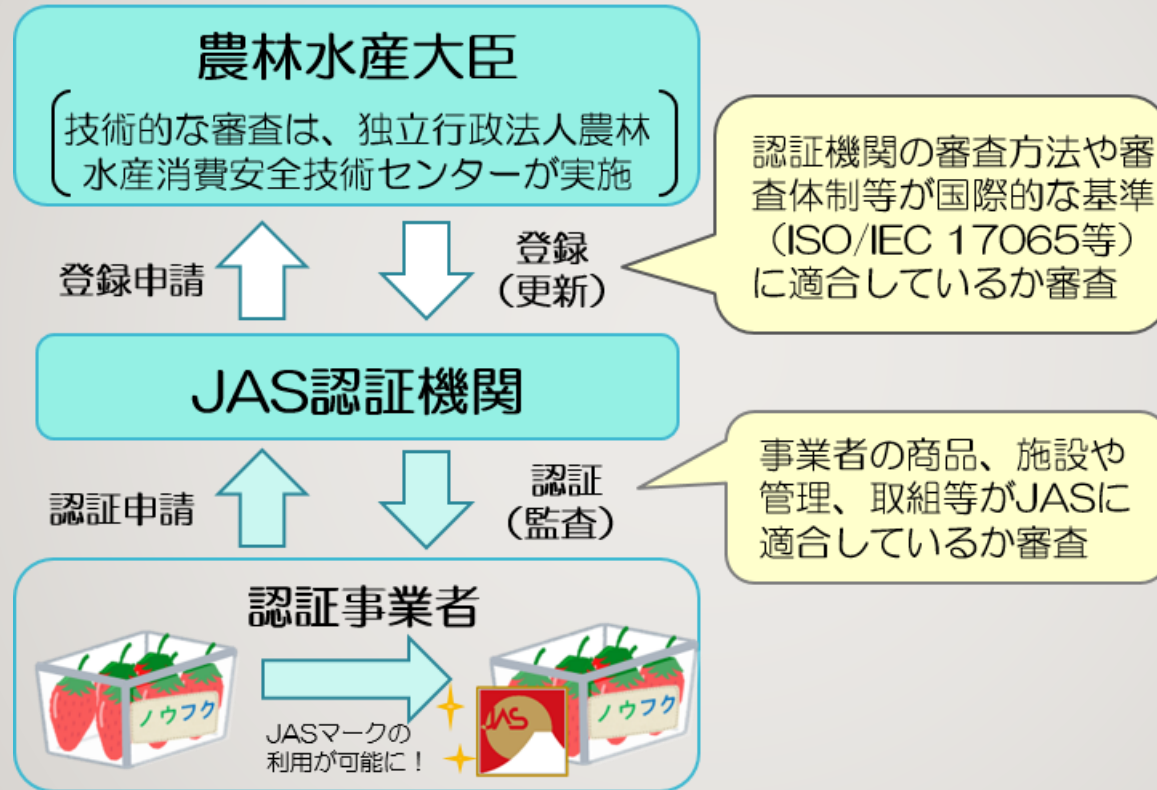 農林水産大臣
技術的な審査は、独立行政法人農林
水産消費安全技術センターが実施
登録申請
登録
(更新)
認証機関の審査方法や審
査体制等が国際的な基準
(ISO/IEC 17065等)
に適合しているか審査
JAS認証機関
認証申請
認証
(監査)
事業者の商品、施設や
管理、取組等がJASに
適合しているか審査
認証事業者
ノウフク
JASマークの
利用が可能に!
JAS
ノウフク